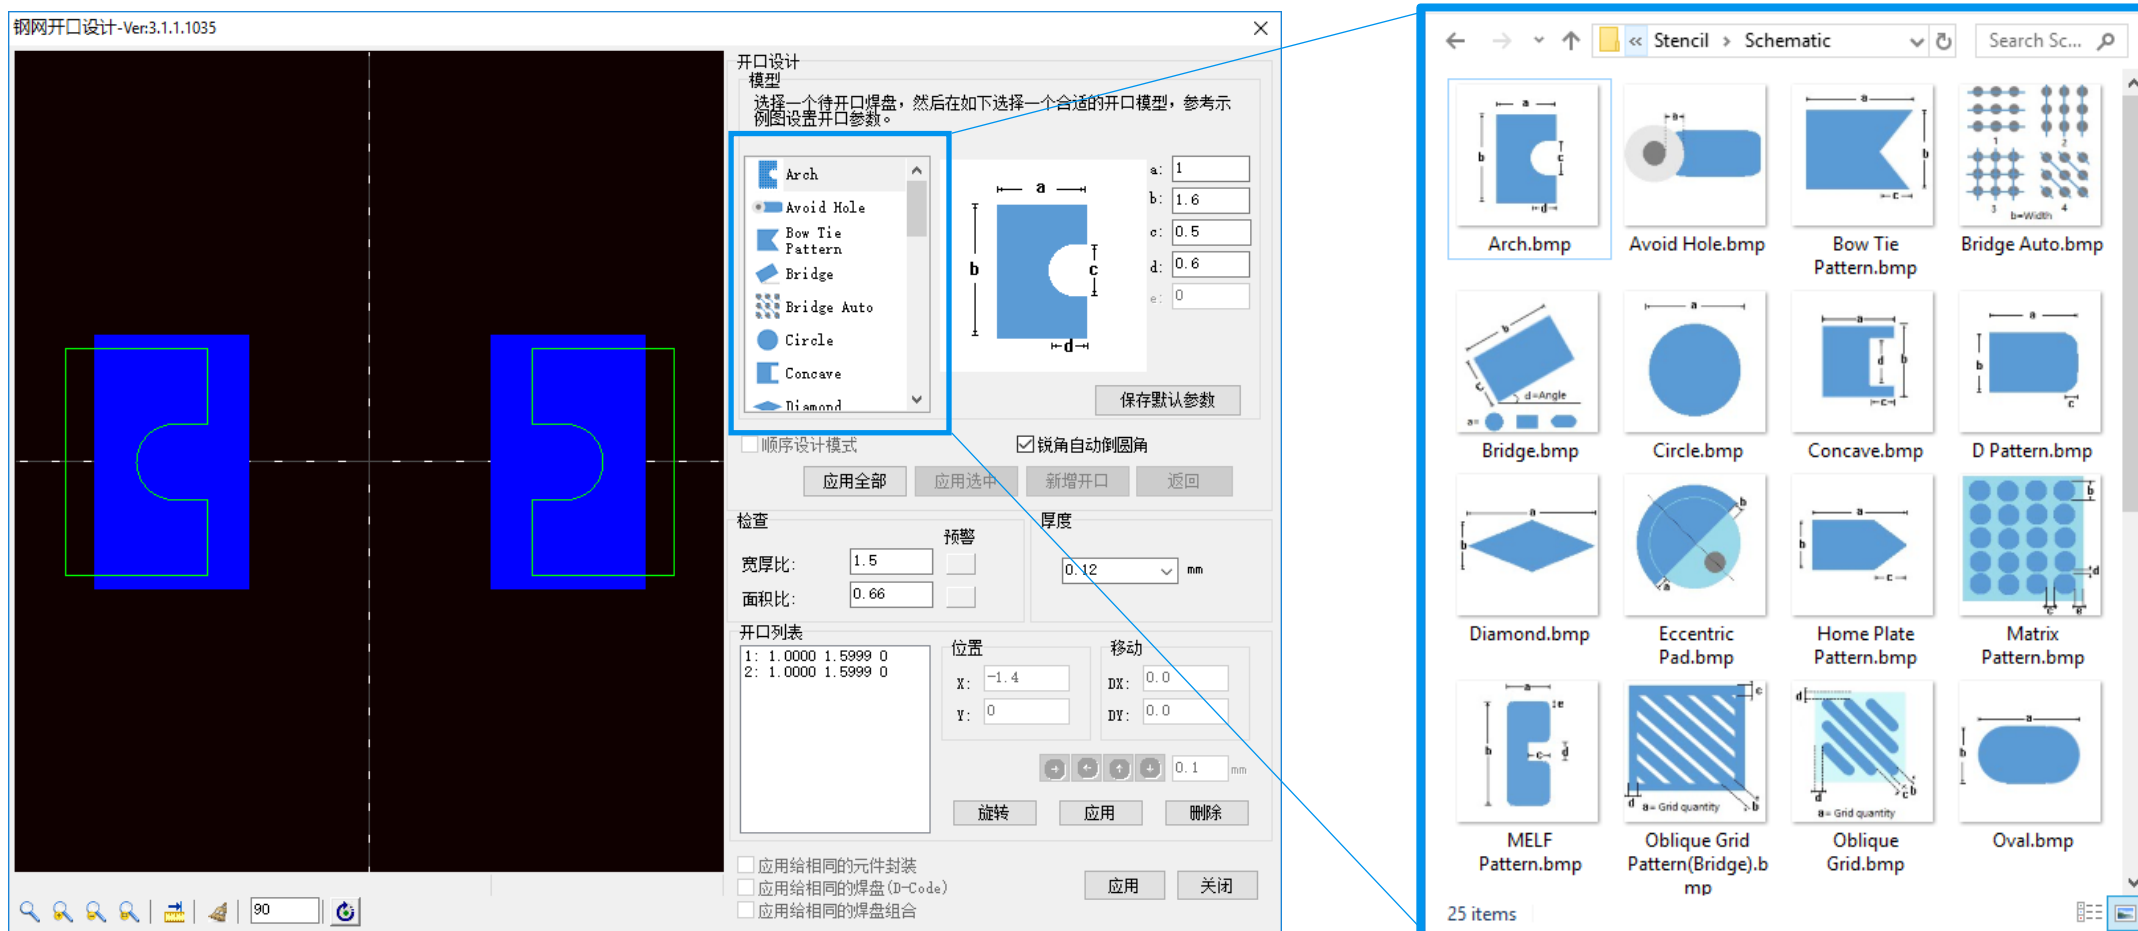 钢网开口设计-Ver:3.1.1.1035
开口设计
模型
选择一个待开口焊盘，然后在如下选择一个合适的开口模型，参考示
例图设置开口参数。
Arch
Avoid Hole
Bow Tie
Pattern
Bridge
Bridge Auto
Circle
Concave
Diamond
a
b
c
d
a: 1
b: 1.6
c: 0.5
d: 0.6
e: 0
保存默认参数
顺序设计模式
锐角自动倒圆角
应用全部
应用选中
新增开口
返回
检查
预警
宽厚比: 1.5
面积比: 0.66
厚度
0.12 mm
开口列表
1: 1.0000 1.5999 0
2: 1.0000 1.5999 0
位置
X: -1.4
Y: 0
移动
DX: 0.0
DY: 0.0
0.1 mm
旋转
应用
删除
应用给相同的元件封装
应用给相同的焊盘(D-Code)
应用给相同的焊盘组合
应用
关闭
90
« Stencil › Schematic
Search Sc...
a
b
c
d
Arch.bmp
a
Avoid Hole.bmp
a
b
c
Bow Tie
Pattern.bmp
1
2
3
4
b=Width
Bridge Auto.bmp
b
c
d=Angle
a=
Bridge.bmp
a
Circle.bmp
a
d
b
c
Concave.bmp
a
b
c
D Pattern.bmp
a
b
Diamond.bmp
b
a
Eccentric
Pad.bmp
a
b
c
Home Plate
Pattern.bmp
b
d
c
e
Matrix
Pattern.bmp
a
e
b
c
d
MELF
Pattern.bmp
c
d
a= Grid quantity
b
Oblique Grid
Pattern(Bridge).b
mp
d
d
c
b
a= Grid quantity
Oblique
Grid.bmp
a
b
Oval.bmp
25 items